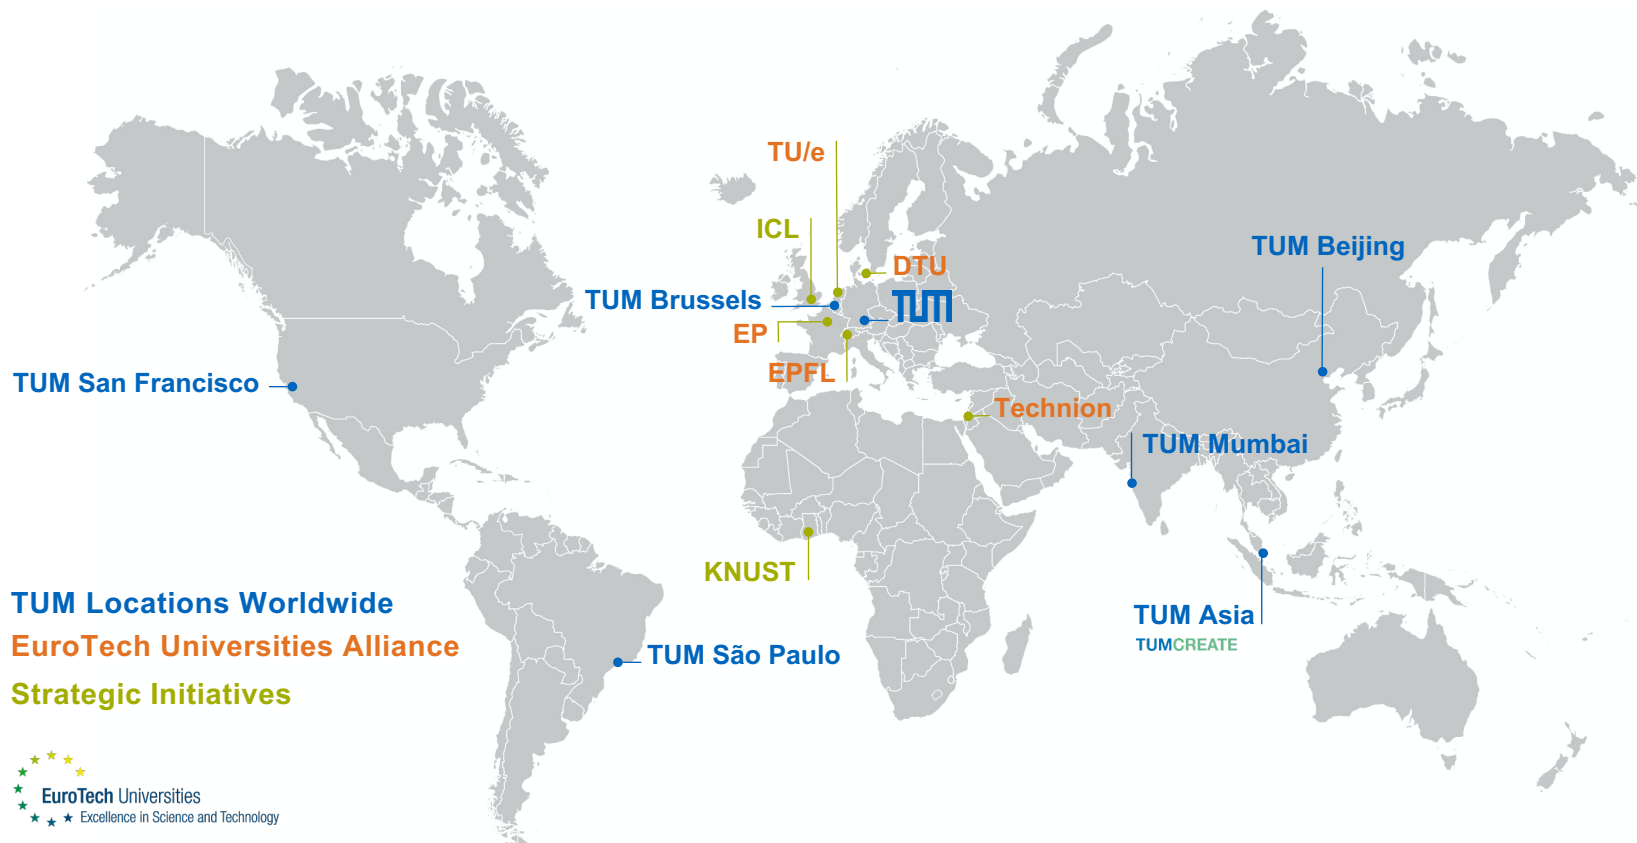 TU/e
ICL
TUM Beijing
DTU
TUM Brussels
TUM
EP
EPFL
TUM San Francisco
Technion
TUM Mumbai
KNUST
TUM Locations Worldwide
TUM Asia
TUMCREATE
EuroTech Universities Alliance
TUM São Paulo
Strategic Initiatives
EuroTech Universities
Excellence in Science and Technology